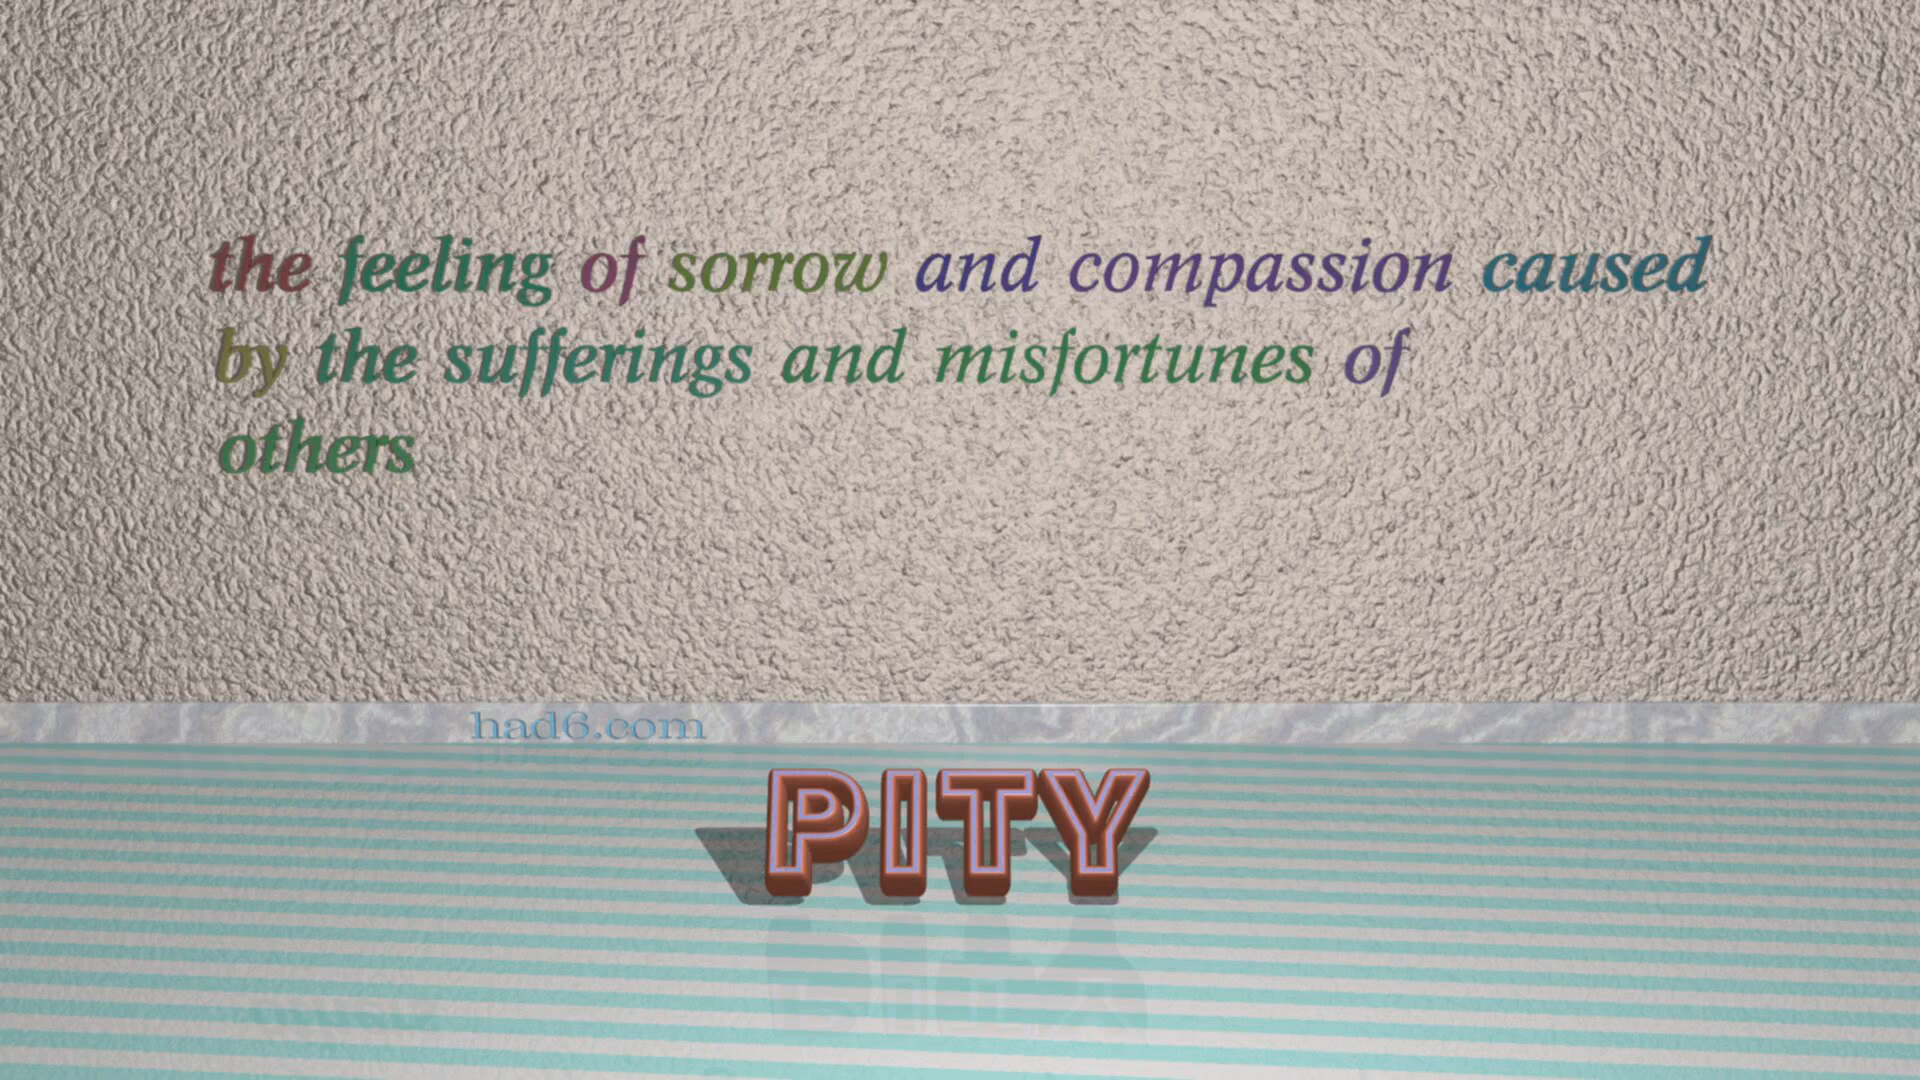 the feeling of sorrow and compassion caused
by the sufferings and misfortunes of
others
had6.com
PITY